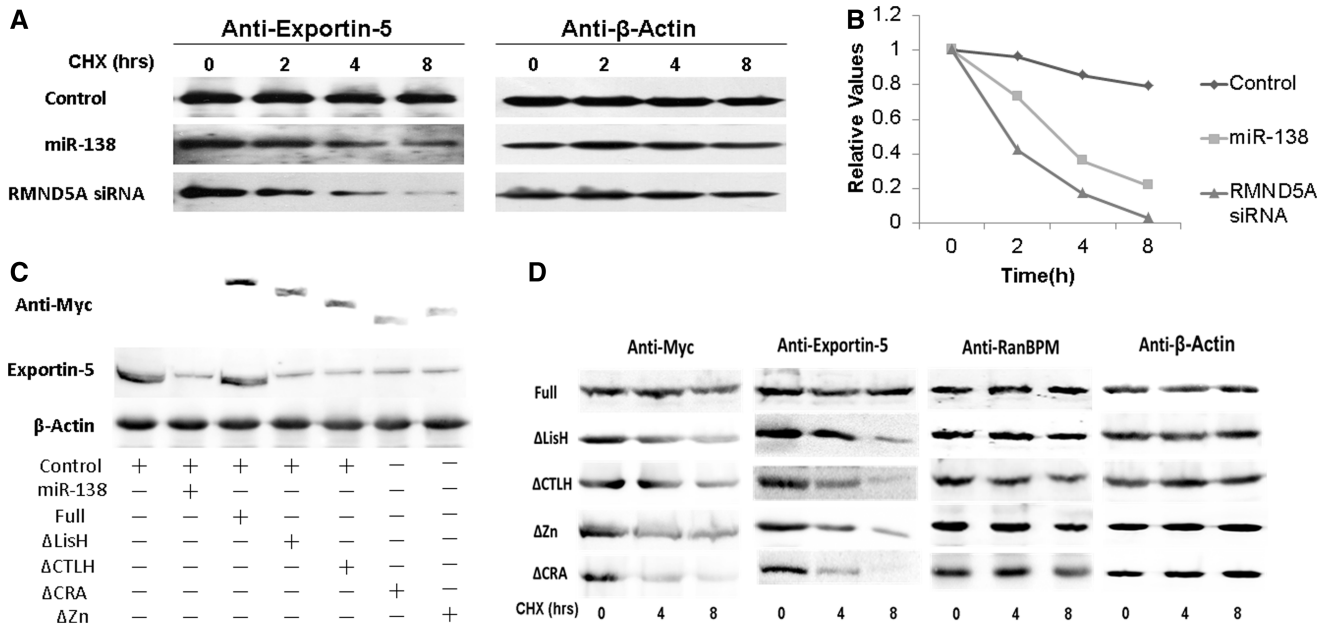 A
Anti-Exportin-5 Anti-β-Actin
CHX (hrs) 0 2 4 8 0 2 4 8
Control
miR-138
RMND5A siRNA
B
1.2
1
0.8
0.6
0.4
0.2
0
Relative Values
0 2 4 8
Time(h)
Control
miR-138
RMND5A
siRNA
C
Anti-Myc
Exportin-5
β-Actin
Control + + + + + − −
miR-138 − + − − − − −
Full − − + − − − −
ΔLisH − − − + − − −
ΔCTLH − − − − + − −
ΔCRA − − − − − + −
ΔZn − − − − − − +
D
Anti-Myc Anti-Exportin-5 Anti-RanBPM Anti-β-Actin
Full
ΔLisH
ΔCTLH
ΔZn
ΔCRA
CHX (hrs) 0 4 8 0 4 8 0 4 8 0 4 8